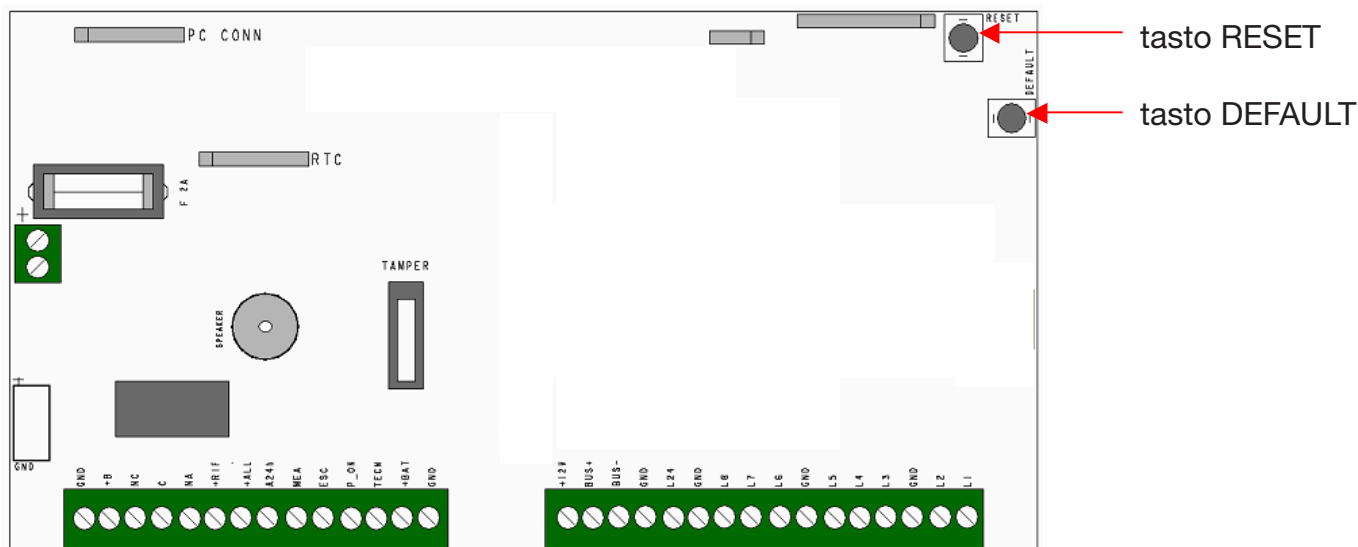 RESET
tasto RESET
PC CONN
DEFAULT
tasto DEFAULT
RTC
F 2A
+
TAMPER
SPEAKER
+
GND
GND +B NC C NA +RIF +ALL A24h MEA ESC P_ON TECN +BAT GND
+12V BUS+ BUS- GND L24 GND L8 L7 L6 GND L5 L4 L3 GND L2 L1